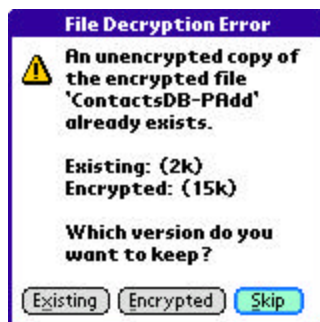 File Decryption Error
An unencrypted copy of
the encrypted file
'ContactsDB-PAdd'
already exists.
Existing: (2k)
Encrypted: (15k)
Which version do you
want to keep?
Existing Encrypted Skip